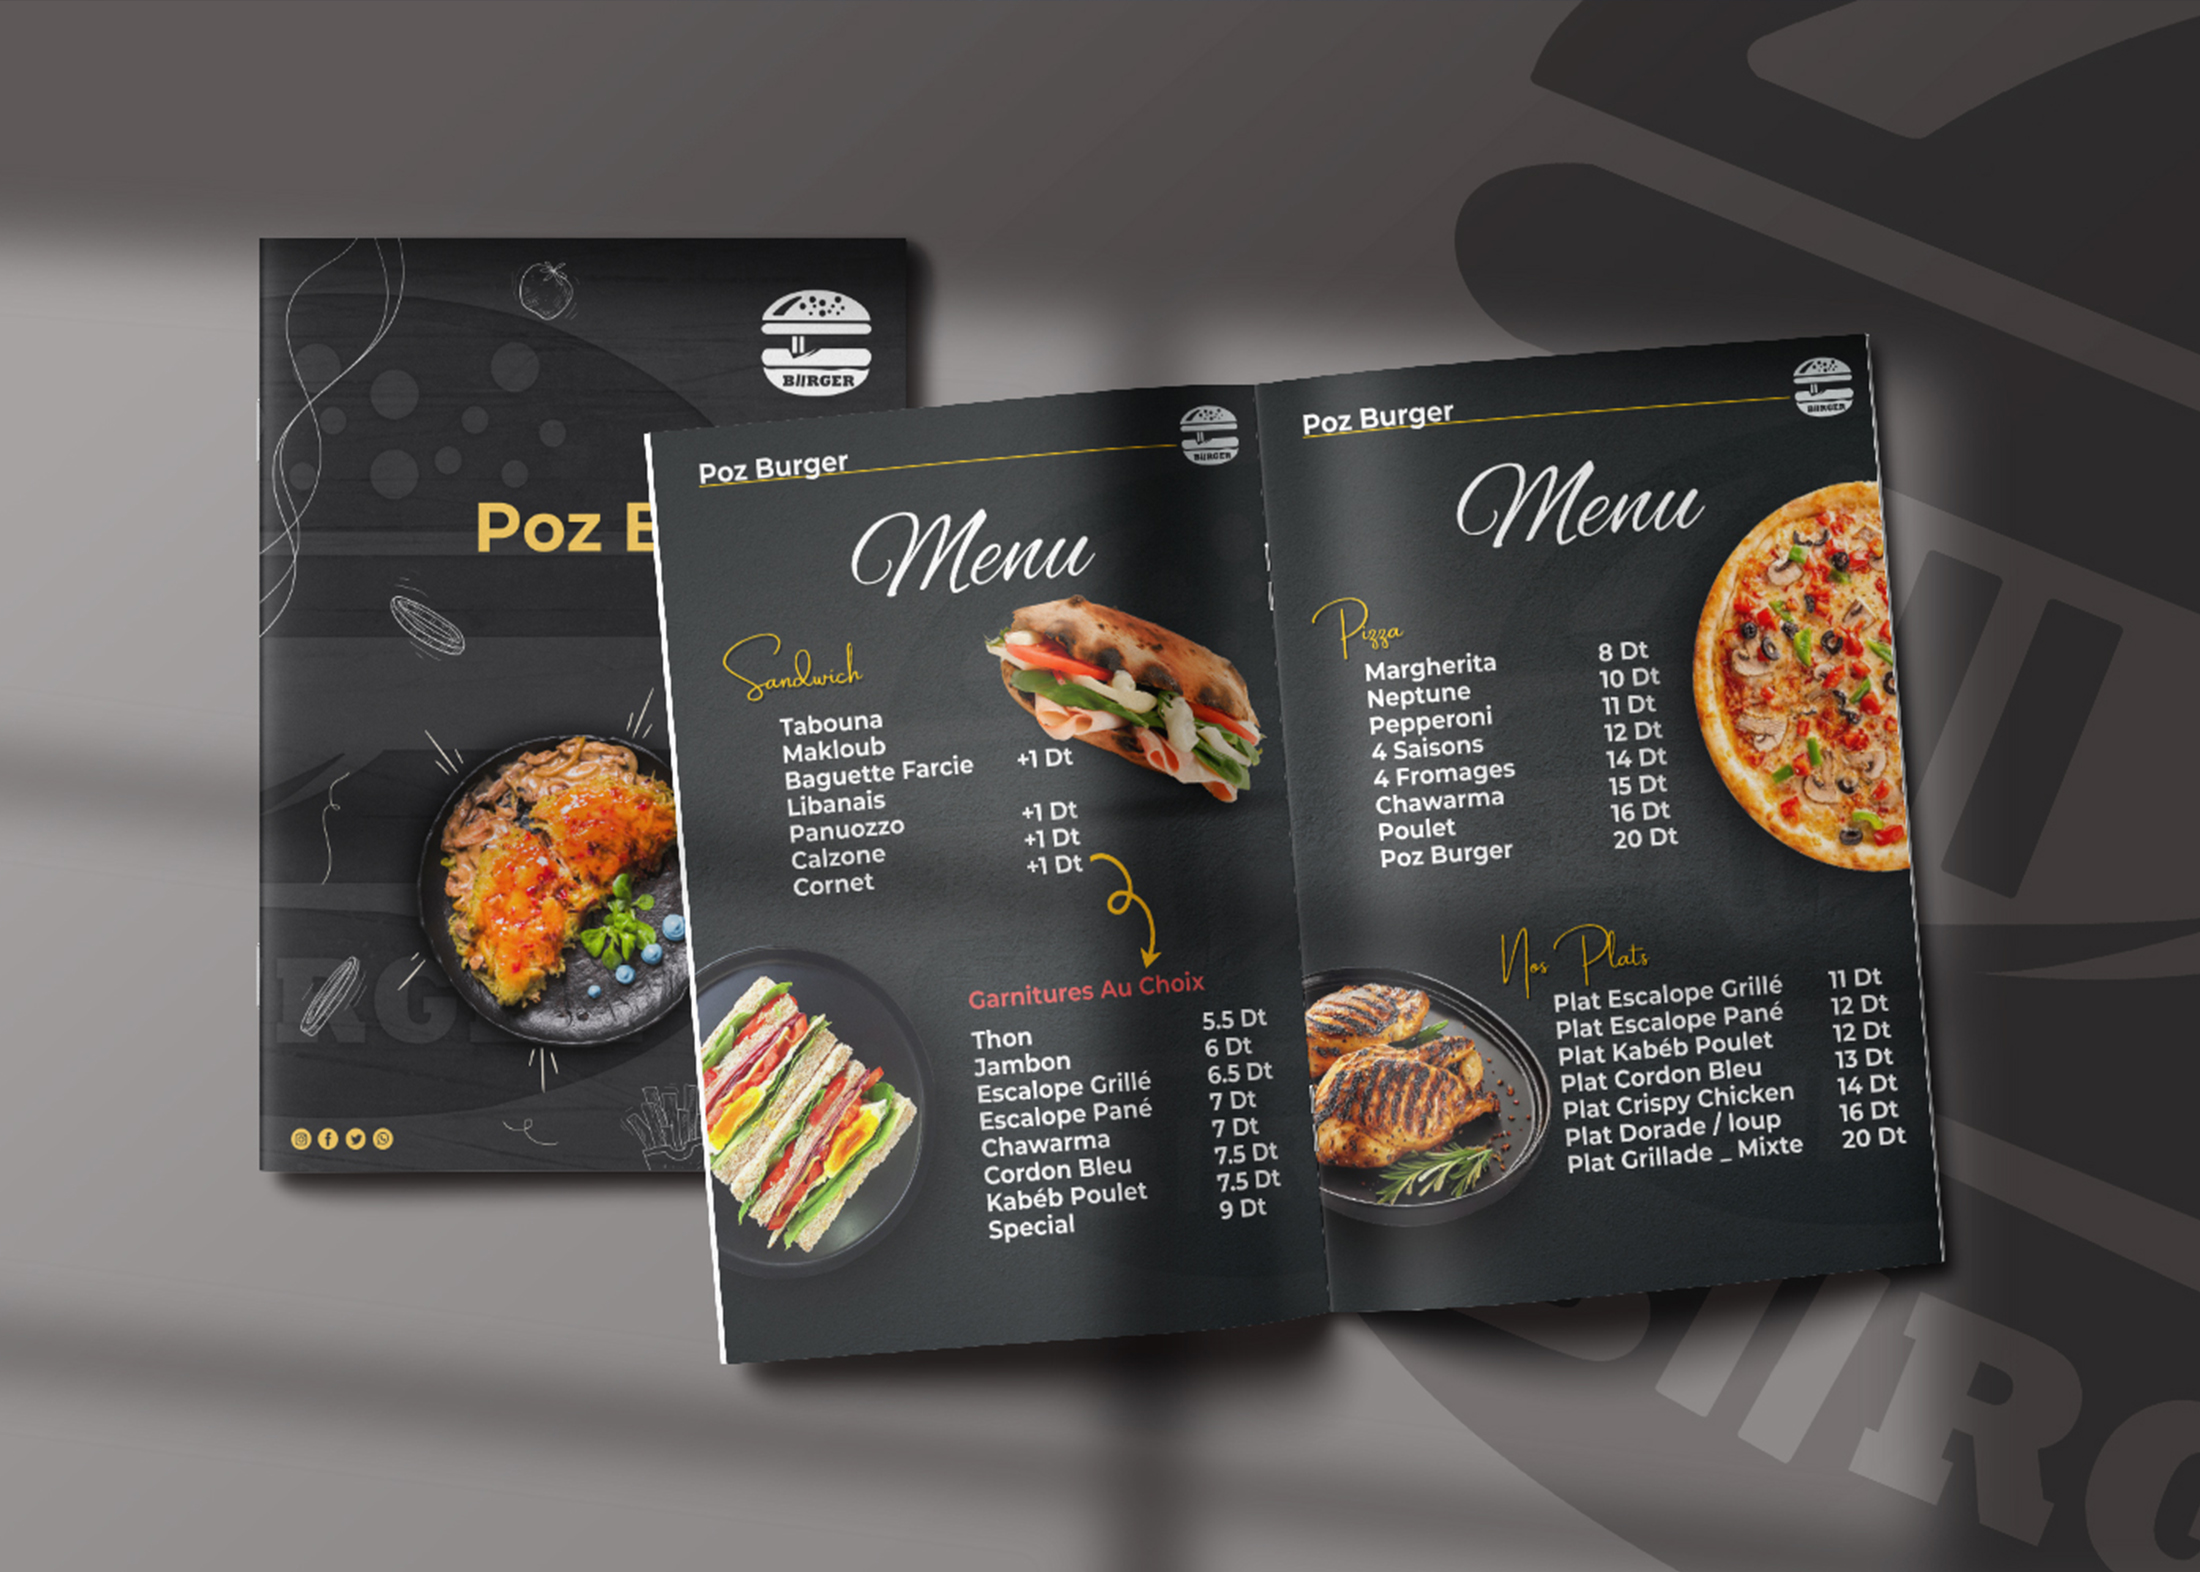 BURGER
Poz
Poz Burger
BURGER
Menu
Sandwich
Tabouna
Makloub
Baguette Farcie +1 Dt
Libanais
Panuozzo +1 Dt
Calzone +1 Dt
Cornet +1 Dt
Garnitures Au Choix
Thon 5.5 Dt
Jambon 6 Dt
Escalope Grillé 6.5 Dt
Escalope Pané 7 Dt
Chawarma 7 Dt
Cordon Bleu 7.5 Dt
Kabéb Poulet 7.5 Dt
Special 9 Dt
Poz Burger
BURGER
Menu
Pizza
Margherita 8 Dt
Neptune 10 Dt
Pepperoni 11 Dt
4 Saisons 12 Dt
4 Fromages 14 Dt
Chawarma 15 Dt
Poulet 16 Dt
Poz Burger 20 Dt
Nos Plats
Plat Escalope Grillé 11 Dt
Plat Escalope Pané 12 Dt
Plat Kabéb Poulet 12 Dt
Plat Cordon Bleu 13 Dt
Plat Crispy Chicken 14 Dt
Plat Dorade / loup 16 Dt
Plat Grillade _ Mixte 20 Dt